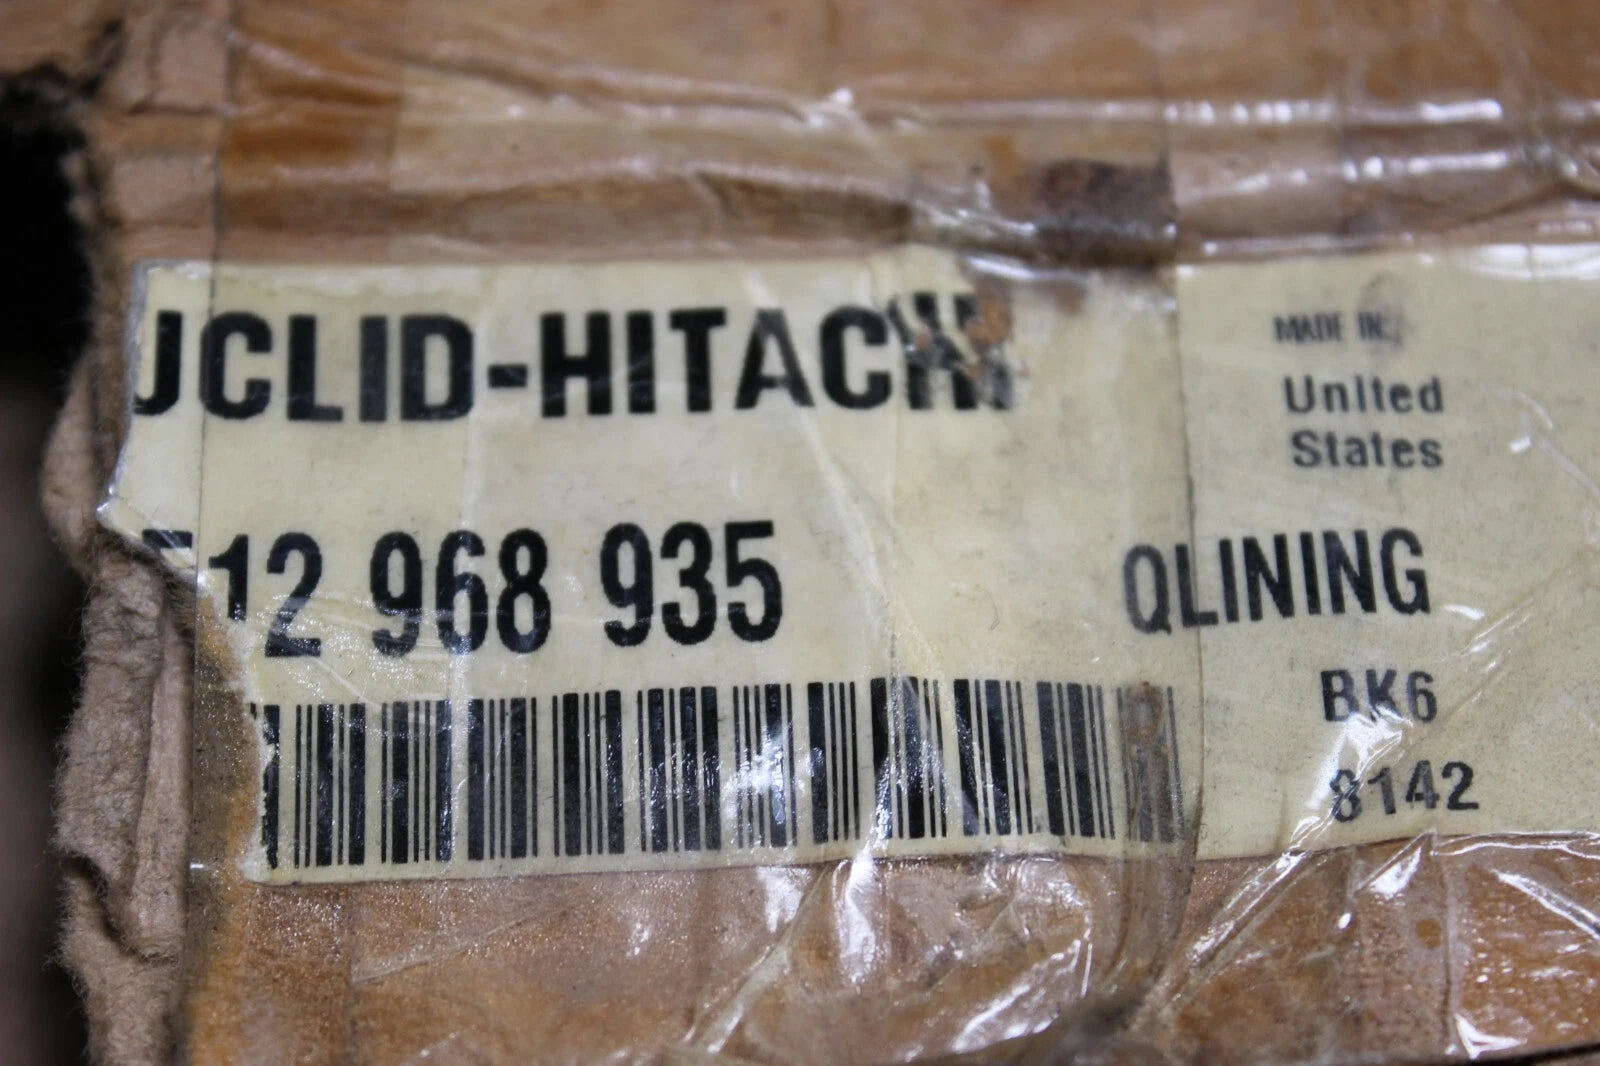 UCLID-HITACHI
MADE IN:
United
States
12 968 935
QLINING
BK6
8142